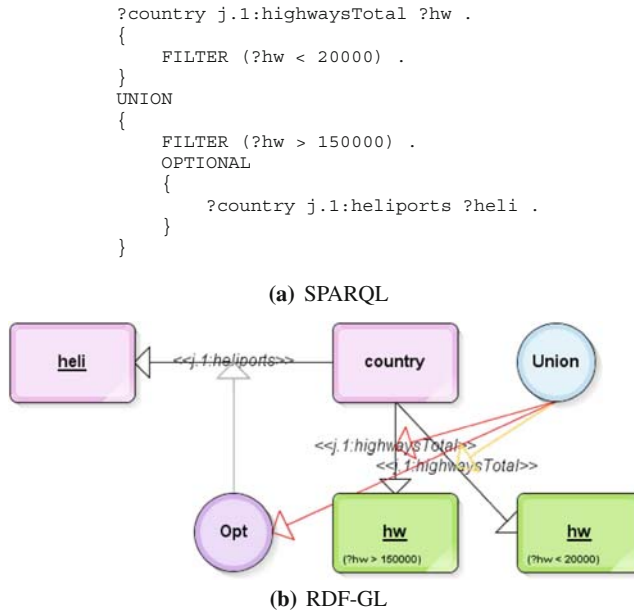 ?country j.1:highwaysTotal ?hw .
{
FILTER (?hw < 20000) .
}
UNION
{
FILTER (?hw > 150000) .
OPTIONAL
{
?country j.1:heliports ?heli .
}
}
(a) SPARQL
heli
<<j.1:heliports>>
country
Union
<<j.1:highwaysTotal>>
<<j.1:highwaysTotal>>
Opt
hw
(?hw > 150000)
hw
(?hw < 20000)
(b) RDF-GL